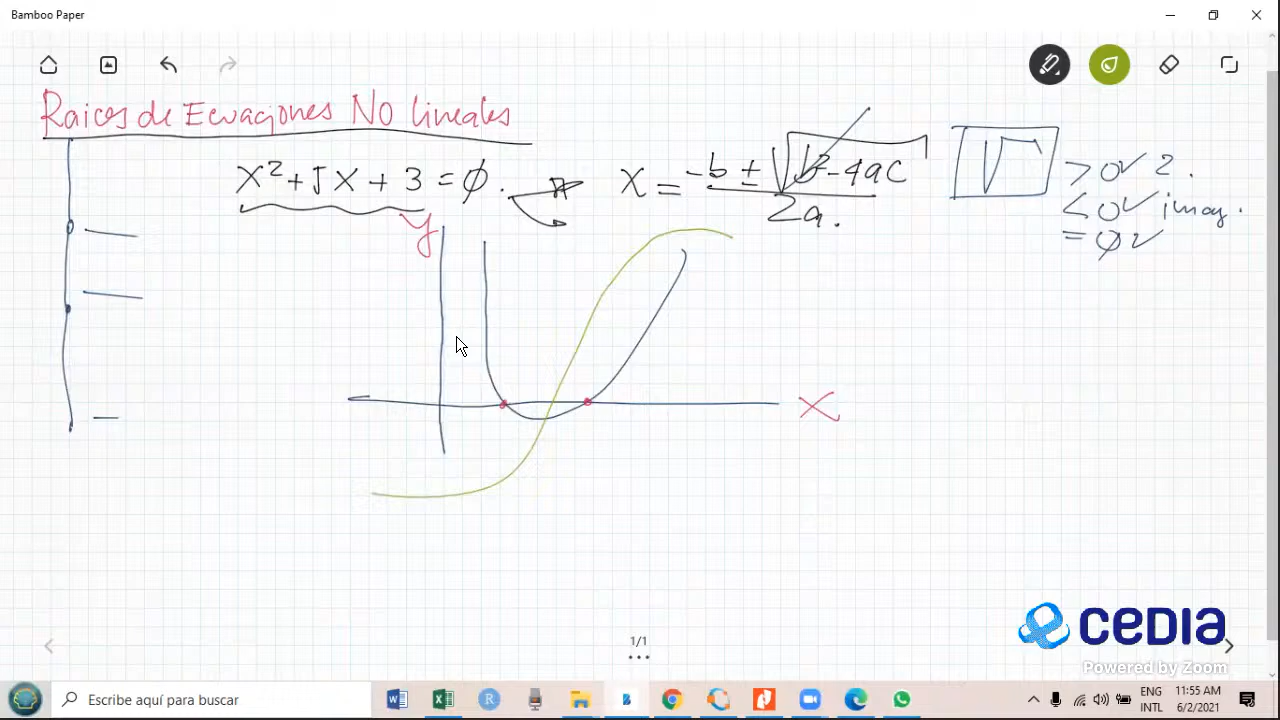 Bamboo Paper
Raices de Ecuaciones NO lineales
x²+5x+3=ø.
x = -b ± √b²-4ac
2a.
√
>0✓ 2.
<0✓ imag.
=ø✓
y
x
1/1
cedia
Powered by Zoom
Escribe aquí para buscar
ENG
INTL
11:55 AM
6/2/2021